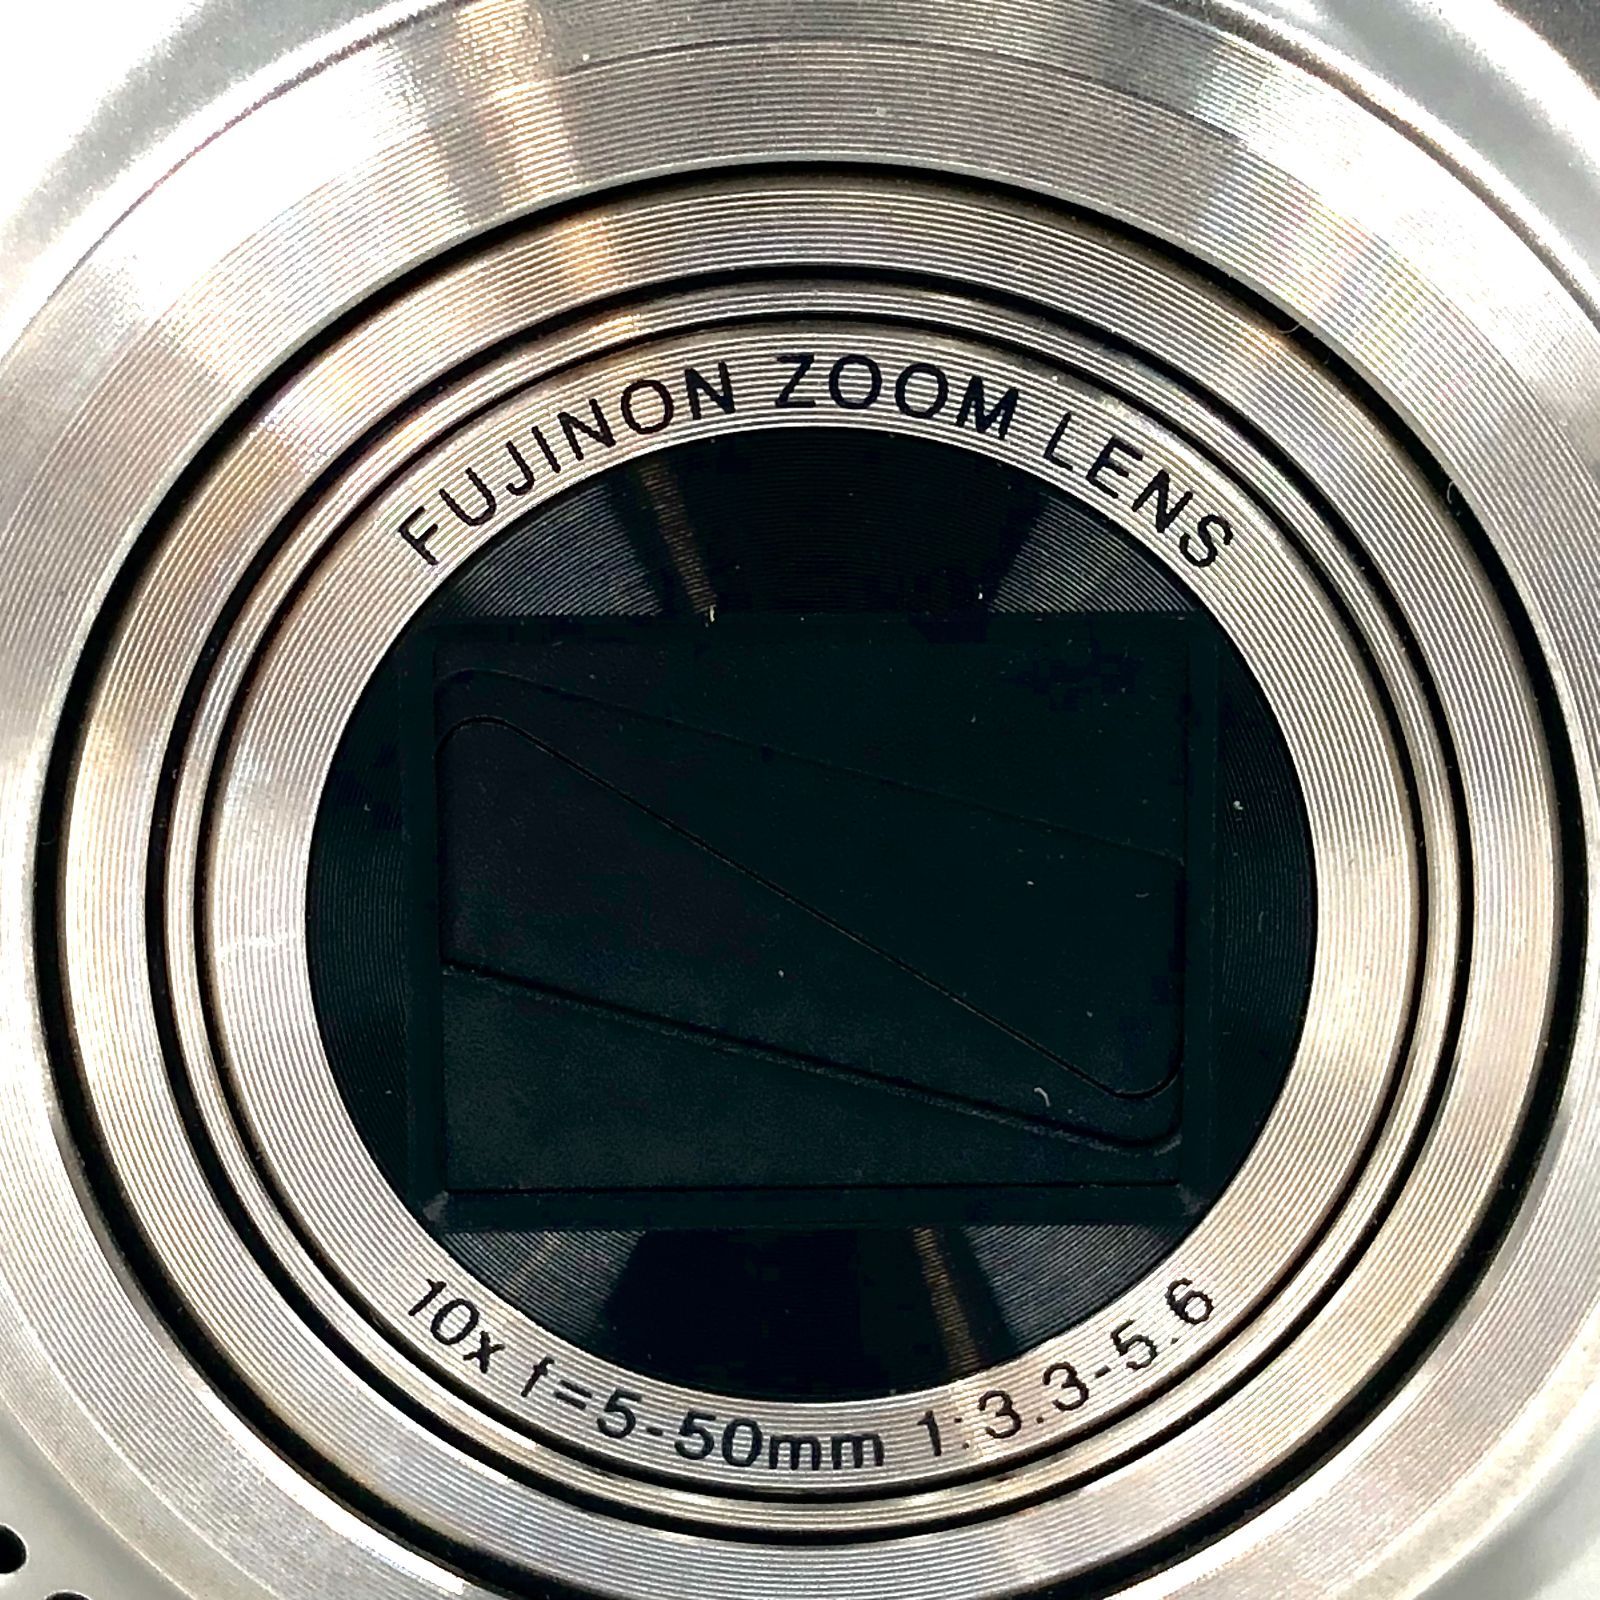 FUJINON ZOOM LENS
10x f=5-50mm 1:3.3-5.6